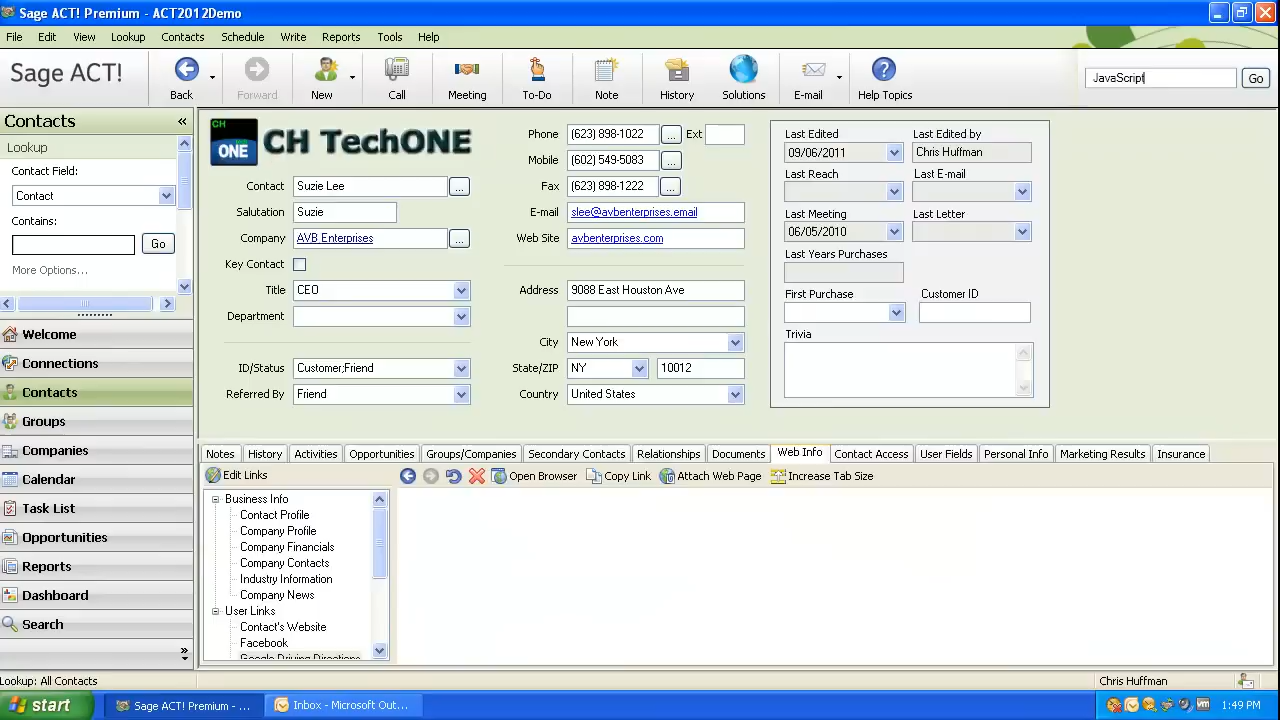 Sage ACT! Premium - ACT2012Demo
File Edit View Lookup Contacts Schedule Write Reports Tools Help
Sage ACT!
Back Forward New Call Meeting To-Do Note History Solutions E-mail Help Topics
JavaScript Go
Contacts «
Lookup
Contact Field:
Contact
Contains:
Go
More Options...
Welcome
Connections
Contacts
Groups
Companies
Calendar
Task List
Opportunities
Reports
Dashboard
Search
CH
ONE
CH TechONE
Contact Suzie Lee ...
Salutation Suzie
Company AVB Enterprises ...
Key Contact
Title CEO
Department
ID/Status Customer;Friend
Referred By Friend
Phone (623) 898-1022 ... Ext
Mobile (602) 549-5083 ...
Fax (623) 898-1222 ...
E-mail slee@avbenterprises.email
Web Site avbenterprises.com
Address 9088 East Houston Ave
City New York
State/ZIP NY 10012
Country United States
Last Edited Last Edited by
09/06/2011 Chris Huffman
Last Reach Last E-mail
Last Meeting Last Letter
06/05/2010
Last Years Purchases
First Purchase Customer ID
Trivia
Notes History Activities Opportunities Groups/Companies Secondary Contacts Relationships Documents Web Info Contact Access User Fields Personal Info Marketing Results Insurance
Edit Links Open Browser Copy Link Attach Web Page Increase Tab Size
Business Info
Contact Profile
Company Profile
Company Financials
Company Contacts
Industry Information
Company News
User Links
Contact's Website
Facebook
Google Driving Directions
Lookup: All Contacts Chris Huffman
start Sage ACT! Premium - ... Inbox - Microsoft Out... 1:49 PM